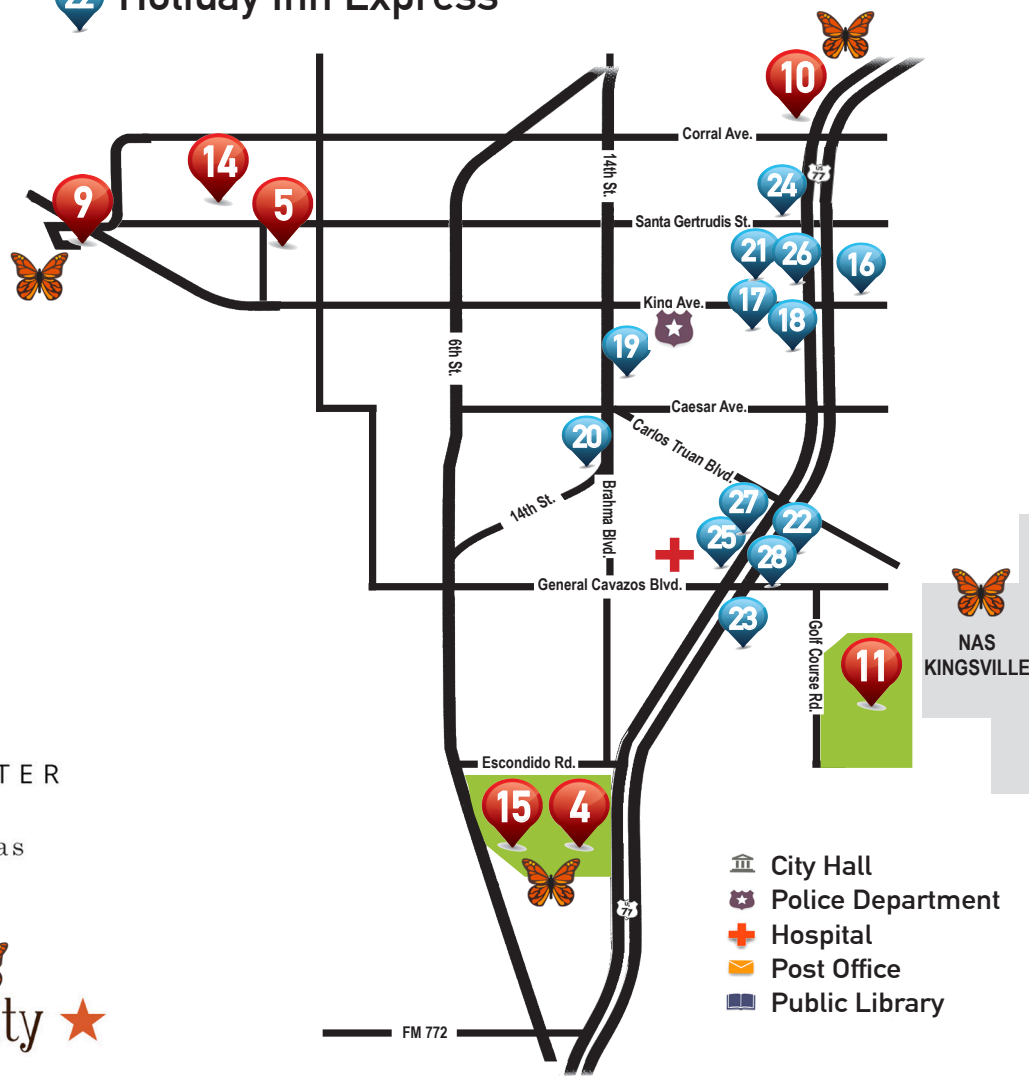 22 Holiday Inn Express
10
Corral Ave.
14th St.
14
US 77
24
9
5
Santa Gertrudis St.
21
26
16
17
King Ave.
18
19
6th St.
Caesar Ave.
20
Carlos Truan Blvd.
Brahma Blvd.
27
14th St.
22
25
28
General Cavazos Blvd.
23
Golf Course Rd.
NAS
KINGSVILLE
11
Escondido Rd.
TER
15
4
as
City Hall
Police Department
77
Hospital
Post Office
Public Library
ty
FM 772